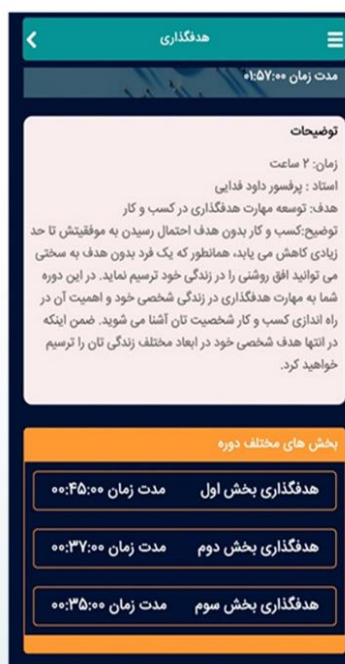 هدفگذاری
مدت زمان ۰۱:۵۷:۰۰
توضیحات
زمان: ۲ ساعت
استاد : پرفسور داود فدایی
هدف: توسعه مهارت هدفگذاری در کسب و کار
توضیح:کسب و کار بدون هدف احتمال رسیدن به موفقیتش تا حد
زیادی کاهش می یابد، همانطور که یک فرد بدون هدف به سختی
می توانید افق روشنی را در زندگی خود ترسیم نماید. در این دوره
شما به مهارت هدفگذاری در زندگی شخصی خود و اهمیت آن در
راه اندازی کسب و کار شخصیت تان آشنا می شوید. ضمن اینکه
در انتها هدف شخصی خود در ابعاد مختلف زندگی تان را ترسیم
خواهید کرد.
بخش های مختلف دوره
هدفگذاری بخش اول مدت زمان ۰۰:۴۵:۰۰
هدفگذاری بخش دوم مدت زمان ۰۰:۳۷:۰۰
هدفگذاری بخش سوم مدت زمان ۰۰:۳۵:۰۰